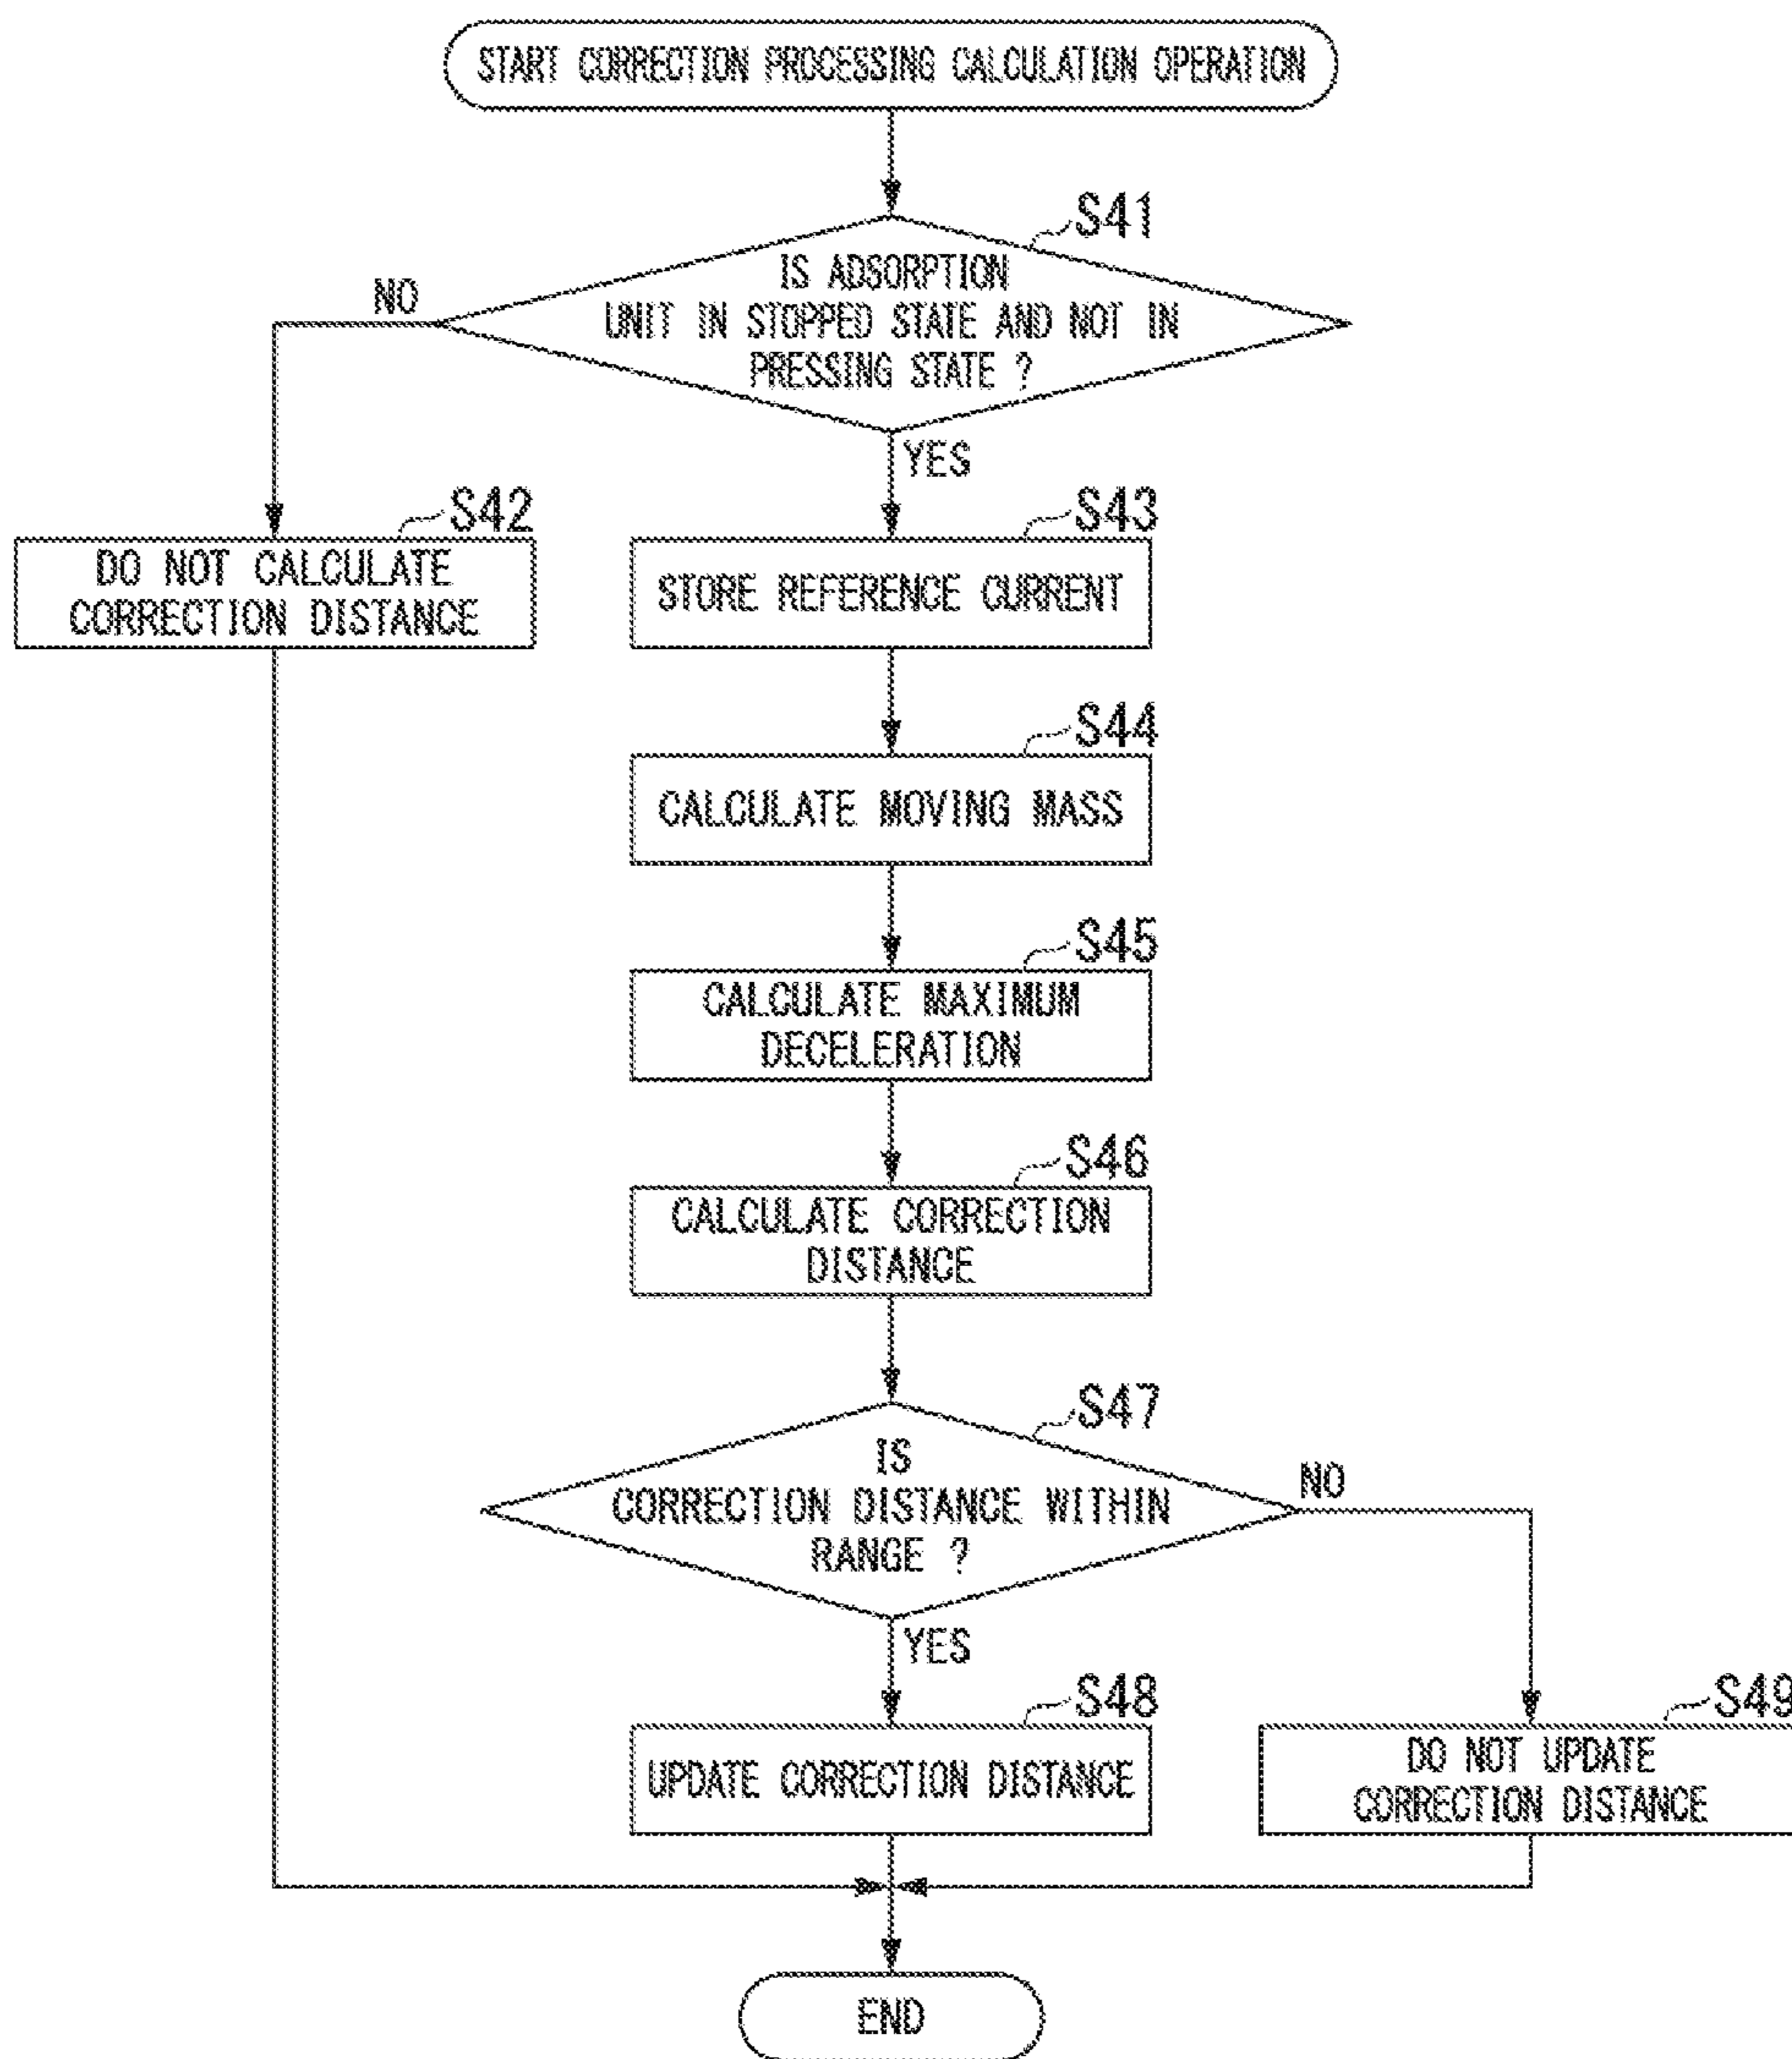 START CORRECTION PROCESSING CALCULATION OPERATION
S41
IS ADSORPTION
UNIT IN STOPPED STATE AND NOT IN
PRESSING STATE ?
NO
YES
S42
DO NOT CALCULATE
CORRECTION DISTANCE
S43
STORE REFERENCE CURRENT
S44
CALCULATE MOVING MASS
S45
CALCULATE MAXIMUM
DECELERATION
S46
CALCULATE CORRECTION
DISTANCE
S47
IS
CORRECTION DISTANCE WITHIN
RANGE ?
NO
YES
S48
UPDATE CORRECTION DISTANCE
S49
DO NOT UPDATE
CORRECTION DISTANCE
END